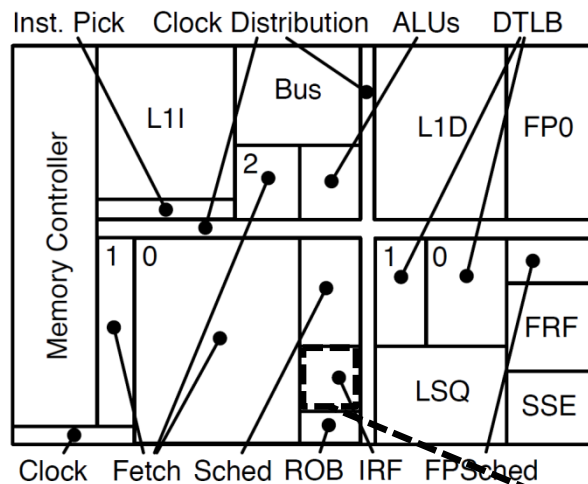 Inst. Pick Clock Distribution ALUs DTLB
Bus
L1I L1D FP0
2
1 0 1 0
Memory Controller
FRF
LSQ SSE
Clock Fetch Sched ROB IRF FPSched